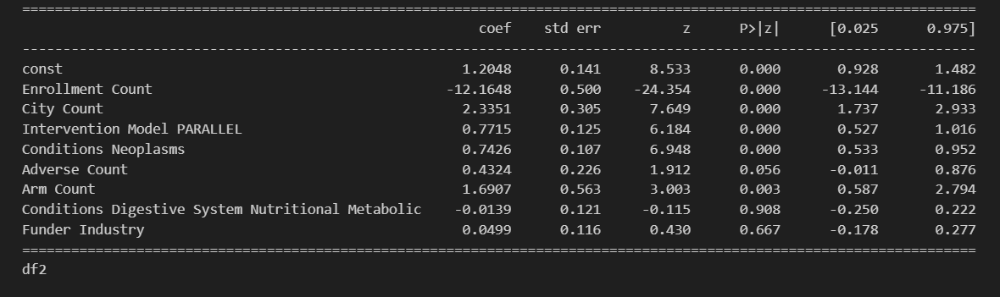 ==============================================================================================================
coef std err z P>|z| [0.025 0.975]
--------------------------------------------------------------------------------------------------------------
const 1.2048 0.141 8.533 0.000 0.928 1.482
Enrollment Count -12.1648 0.500 -24.354 0.000 -13.144 -11.186
City Count 2.3351 0.305 7.649 0.000 1.737 2.933
Intervention Model PARALLEL 0.7715 0.125 6.184 0.000 0.527 1.016
Conditions Neoplasms 0.7426 0.107 6.948 0.000 0.533 0.952
Adverse Count 0.4324 0.226 1.912 0.056 -0.011 0.876
Arm Count 1.6907 0.563 3.003 0.003 0.587 2.794
Conditions Digestive System Nutritional Metabolic -0.0139 0.121 -0.115 0.908 -0.250 0.222
Funder Industry 0.0499 0.116 0.430 0.667 -0.178 0.277
==============================================================================================================
df2